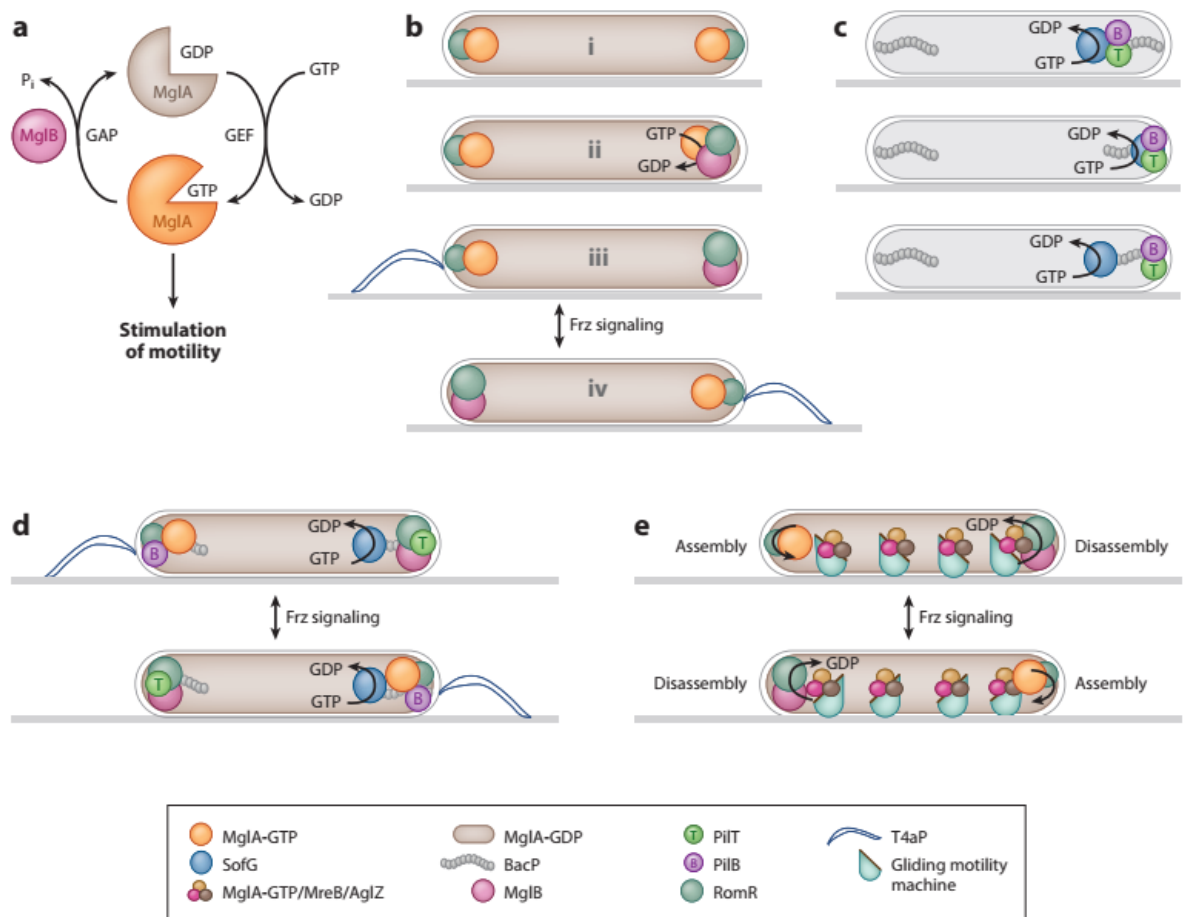 a
GDP
MglA
Pi
MglB
GAP
GEF
GTP
GTP
MglA
GDP
Stimulation
of motility
b
i
ii
GTP
GDP
iii
Frz signaling
iv
c
GDP
GTP
B
T
GDP
GTP
B
T
GDP
GTP
B
T
d
B
GDP
GTP
T
Frz signaling
T
GDP
GTP
B
e
Assembly
GDP
Disassembly
Frz signaling
Disassembly
GDP
Assembly
MglA-GTP
SofG
MglA-GTP/MreB/AglZ
MglA-GDP
BacP
MglB
T PilT
B PilB
RomR
T4aP
Gliding motility
machine